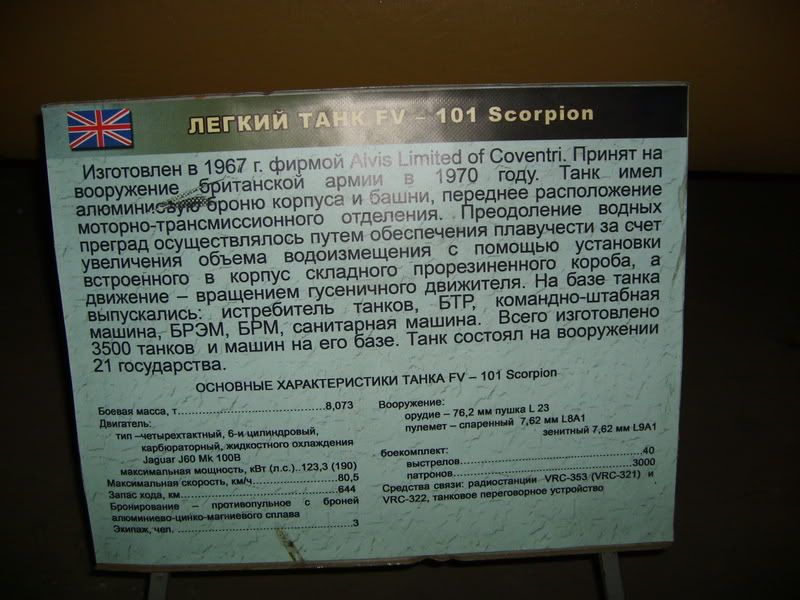 ЛЕГКИЙ ТАНК FV – 101 Scorpion
Изготовлен в 1967 г. фирмой Alvis Limited of Coventri. Принят на
вооружение британской армии в 1970 году. Танк имел
алюминиевую броню корпуса и башни, переднее расположение
моторно-трансмиссионного отделения. Преодоление водных
преград осуществлялось путем обеспечения плавучести за счет
увеличения объема водоизмещения с помощью установки
встроенного в корпус складного прорезиненного короба, а
движение – вращением гусеничного движителя. На базе танка
выпускались: истребитель танков, БТР, командно-штабная
машина, БРЭМ, БРМ, санитарная машина. Всего изготовлено
3500 танков и машин на его базе. Танк состоял на вооружении
21 государства.
ОСНОВНЫЕ ХАРАКТЕРИСТИКИ ТАНКА FV – 101 Scorpion
Боевая масса, т..............................8,073
Двигатель:
тип –четырехтактный, 6-и цилиндровый,
карбюраторный, жидкостного охлаждения
Jaguar J60 Mk 100B
максимальная мощность, кВт (л.с.)..123,3 (190)
Максимальная скорость, км/ч....................80,5
Запас хода, км......................................644
Бронирование – противопульное с броней
алюминиево-цинко-магниевого сплава
Экипаж, чел. .........................................3
Вооружение:
орудие – 76,2 мм пушка L 23
пулемет – спаренный 7,62 мм L8A1
зенитный 7,62 мм L9A1
боекомплект:
выстрелов......................................40
патронов......................................3000
Средства связи: радиостанции VRC-353 (VRC-321) и
VRC-322, танковое переговорное устройство